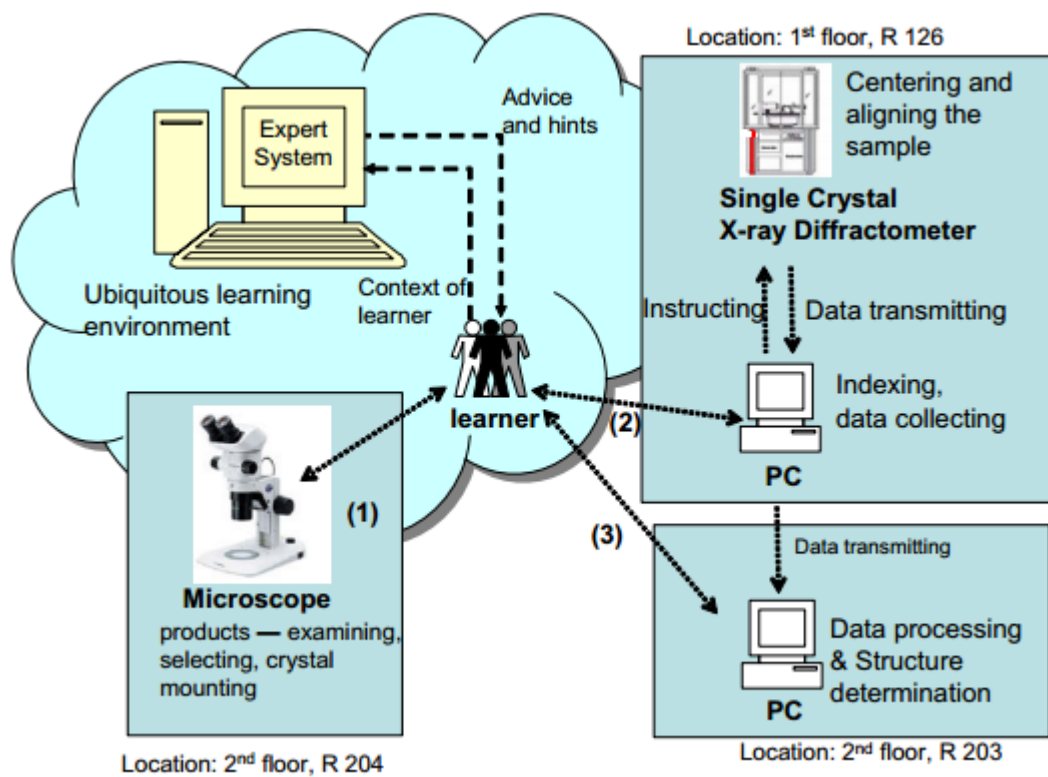 Location: 1st floor, R 126
Expert
System
Advice
and hints
Centering and
aligning the
sample
Single Crystal
X-ray Diffractometer
Ubiquitous learning
environment
Context of
learner
Instructing
Data transmitting
learner
Indexing,
data collecting
PC
(1)
(2)
(3)
Microscope
products — examining,
selecting, crystal
mounting
Data transmitting
Data processing
& Structure
determination
PC
Location: 2nd floor, R 204
Location: 2nd floor, R 203